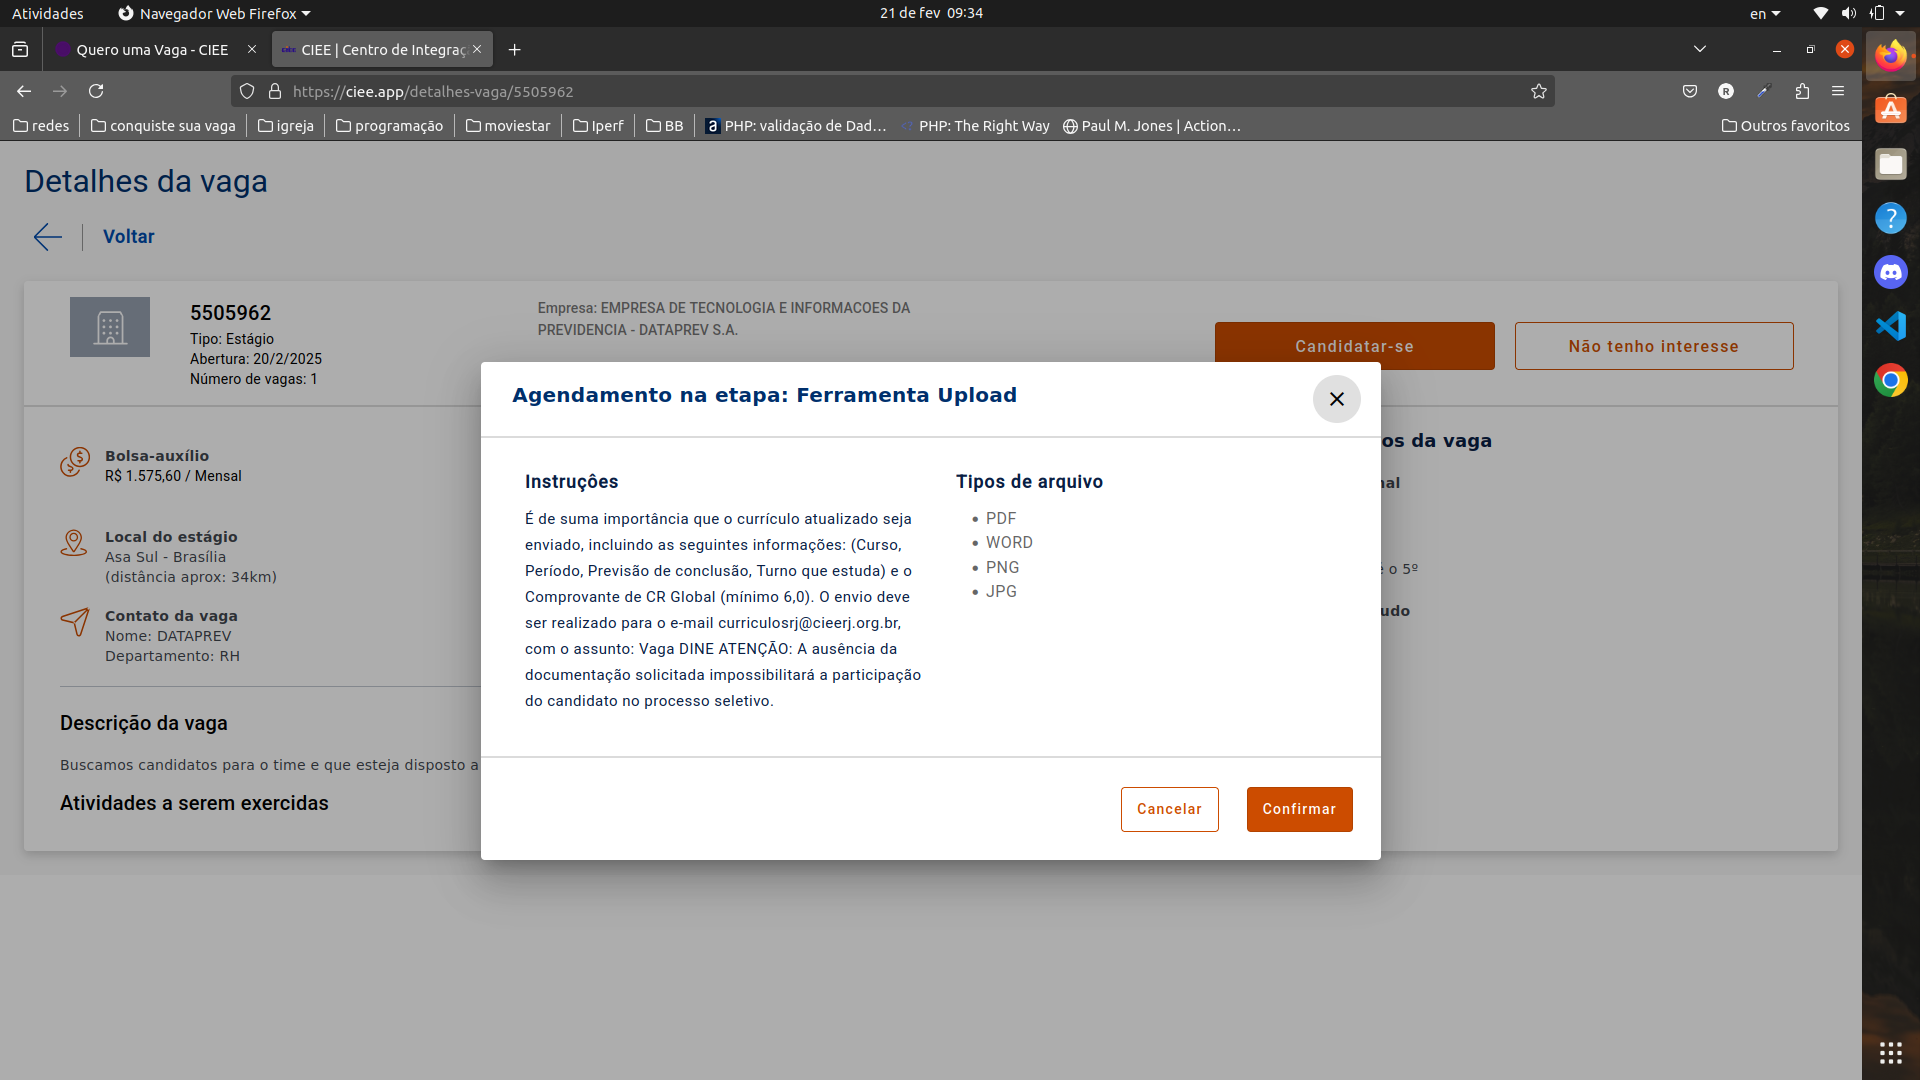 Atividades
Navegador Web Firefox
21 de fev 09:34
en
Quero uma Vaga - CIEE
CIEE | Centro de Integraç
https://ciee.app/detalhes-vaga/5505962
redes
conquiste sua vaga
igreja
programação
moviestar
Iperf
BB
PHP: validação de Dad…
PHP: The Right Way
Paul M. Jones | Action…
Outros favoritos
Detalhes da vaga
Voltar
5505962
Tipo: Estágio
Abertura: 20/2/2025
Número de vagas: 1
Empresa: EMPRESA DE TECNOLOGIA E INFORMACOES DA
PREVIDENCIA - DATAPREV S.A.
Candidatar-se
Não tenho interesse
Agendamento na etapa: Ferramenta Upload
Instruçôes
É de suma importância que o currículo atualizado seja
enviado, incluindo as seguintes informações: (Curso,
Período, Previsão de conclusão, Turno que estuda) e o
Comprovante de CR Global (mínimo 6,0). O envio deve
ser realizado para o e-mail curriculosrj@cieerj.org.br,
com o assunto: Vaga DINE ATENÇÃO: A ausência da
documentação solicitada impossibilitará a participação
do candidato no processo seletivo.
Tipos de arquivo
PDF
WORD
PNG
JPG
Cancelar
Confirmar
Bolsa-auxílio
R$ 1.575,60 / Mensal
Local do estágio
Asa Sul - Brasília
(distância aprox: 34km)
Contato da vaga
Nome: DATAPREV
Departamento: RH
Descrição da vaga
Buscamos candidatos para o time e que esteja disposto a
Atividades a serem exercidas
os da vaga
nal
e o 5º
udo